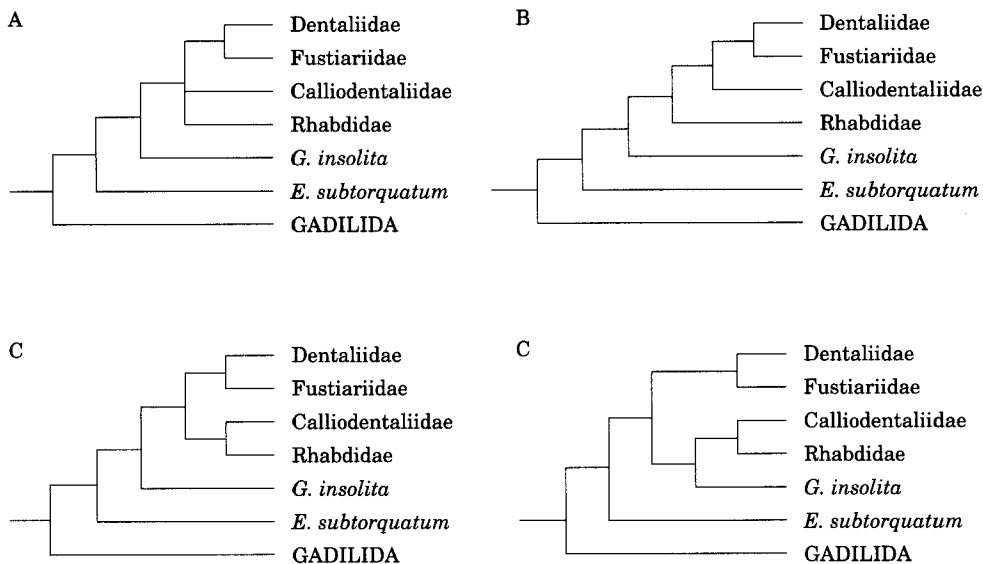 A
Dentaliidae
Fustiariidae
Calliodentaliidae
Rhabdidae
G. insolita
E. subtorquatum
GADILIDA
B
Dentaliidae
Fustiariidae
Calliodentaliidae
Rhabdidae
G. insolita
E. subtorquatum
GADILIDA
C
Dentaliidae
Fustiariidae
Calliodentaliidae
Rhabdidae
G. insolita
E. subtorquatum
GADILIDA
C
Dentaliidae
Fustiariidae
Calliodentaliidae
Rhabdidae
G. insolita
E. subtorquatum
GADILIDA